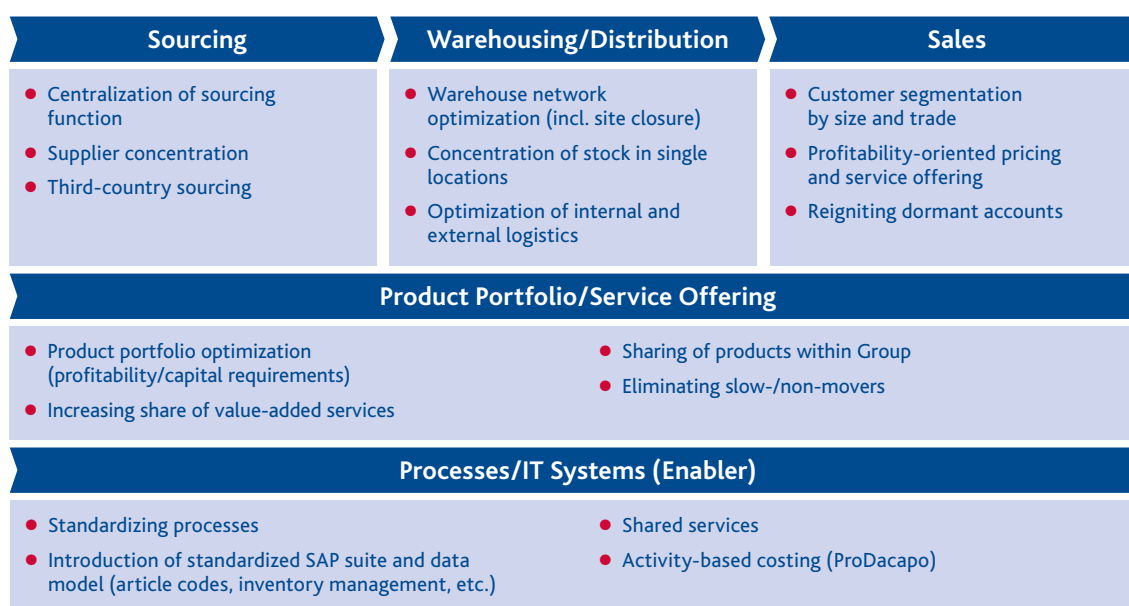 Sourcing
Warehousing/Distribution
Sales
Centralization of sourcing
function
Supplier concentration
Third-country sourcing
Warehouse network
optimization (incl. site closure)
Concentration of stock in single
locations
Optimization of internal and
external logistics
Customer segmentation
by size and trade
Profitability-oriented pricing
and service offering
Reigniting dormant accounts
Product Portfolio/Service Offering
Product portfolio optimization
(profitability/capital requirements)
Increasing share of value-added services
Sharing of products within Group
Eliminating slow-/non-movers
Processes/IT Systems (Enabler)
Standardizing processes
Introduction of standardized SAP suite and data
model (article codes, inventory management, etc.)
Shared services
Activity-based costing (ProDacapo)